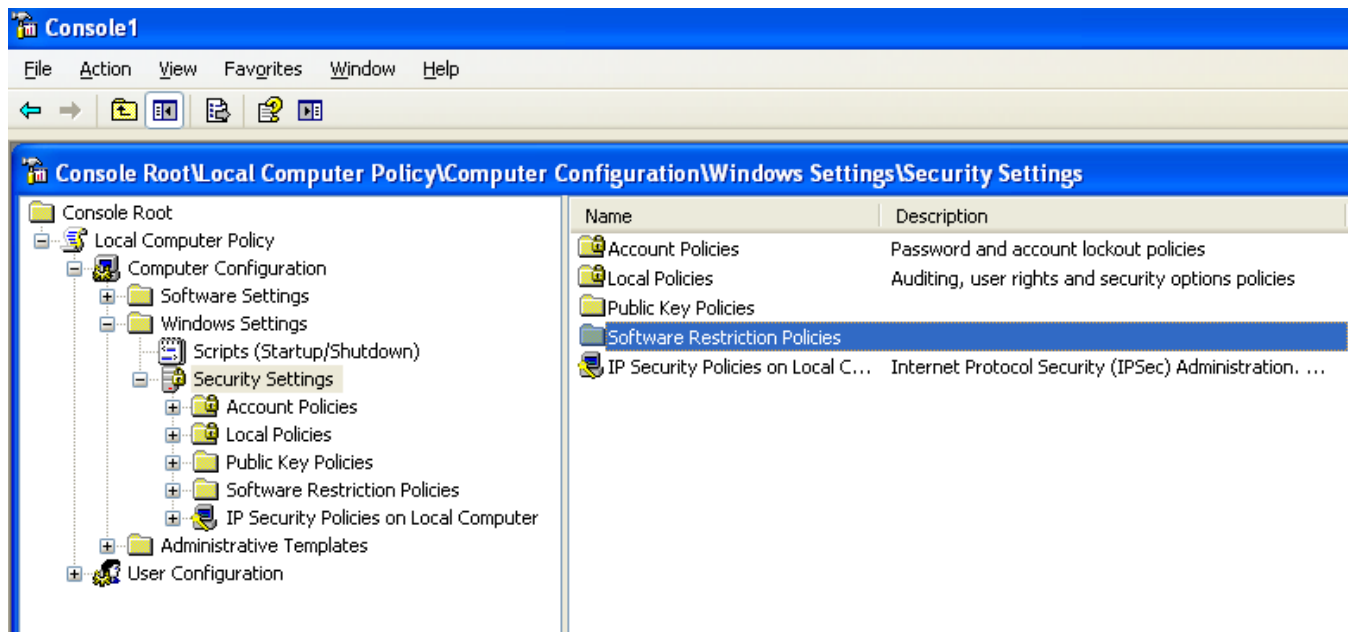 Console1
File Action View Favorites Window Help
Console Root\Local Computer Policy\Computer Configuration\Windows Settings\Security Settings
Console Root
Local Computer Policy
Computer Configuration
Software Settings
Windows Settings
Scripts (Startup/Shutdown)
Security Settings
Account Policies
Local Policies
Public Key Policies
Software Restriction Policies
IP Security Policies on Local Computer
Administrative Templates
User Configuration
Name Description
Account Policies Password and account lockout policies
Local Policies Auditing, user rights and security options policies
Public Key Policies
Software Restriction Policies
IP Security Policies on Local C... Internet Protocol Security (IPSec) Administration. ...